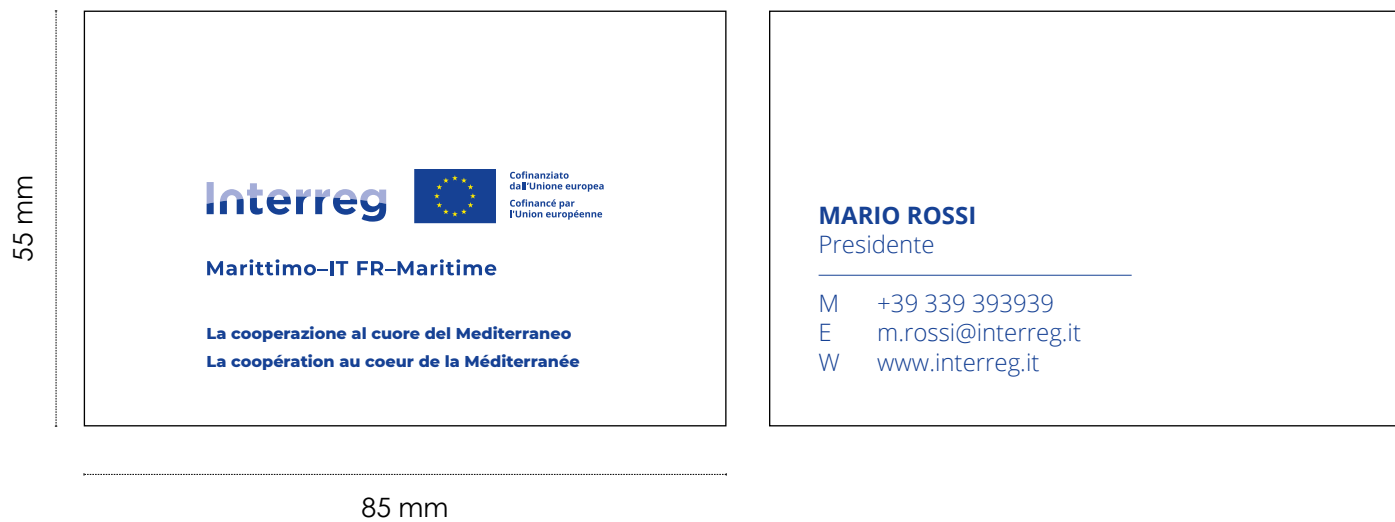 55 mm
Interreg
Cofinanziato
dall'Unione europea
Cofinancé par
l'Union européenne
Marittimo–IT FR–Maritime
La cooperazione al cuore del Mediterraneo
La coopération au coeur de la Méditerranée
85 mm
MARIO ROSSI
Presidente
M +39 339 393939
E m.rossi@interreg.it
W www.interreg.it